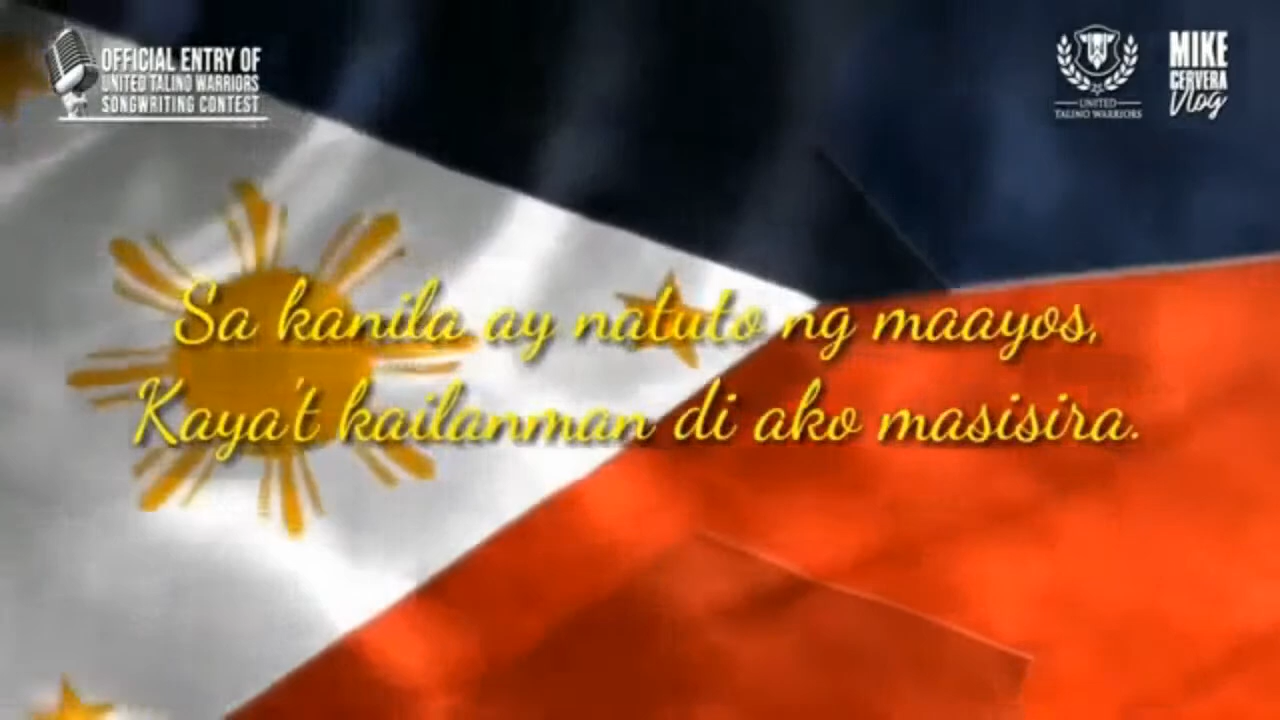 OFFICIAL ENTRY OF
UNITED TALINO WARRIORS
SONGWRITING CONTEST
UNITED
TALINO WARRIORS
MIKE
CERVERA
Vlog
Sa kanila ay natuto ng maayos,
Kaya't kailanman di ako masisira.